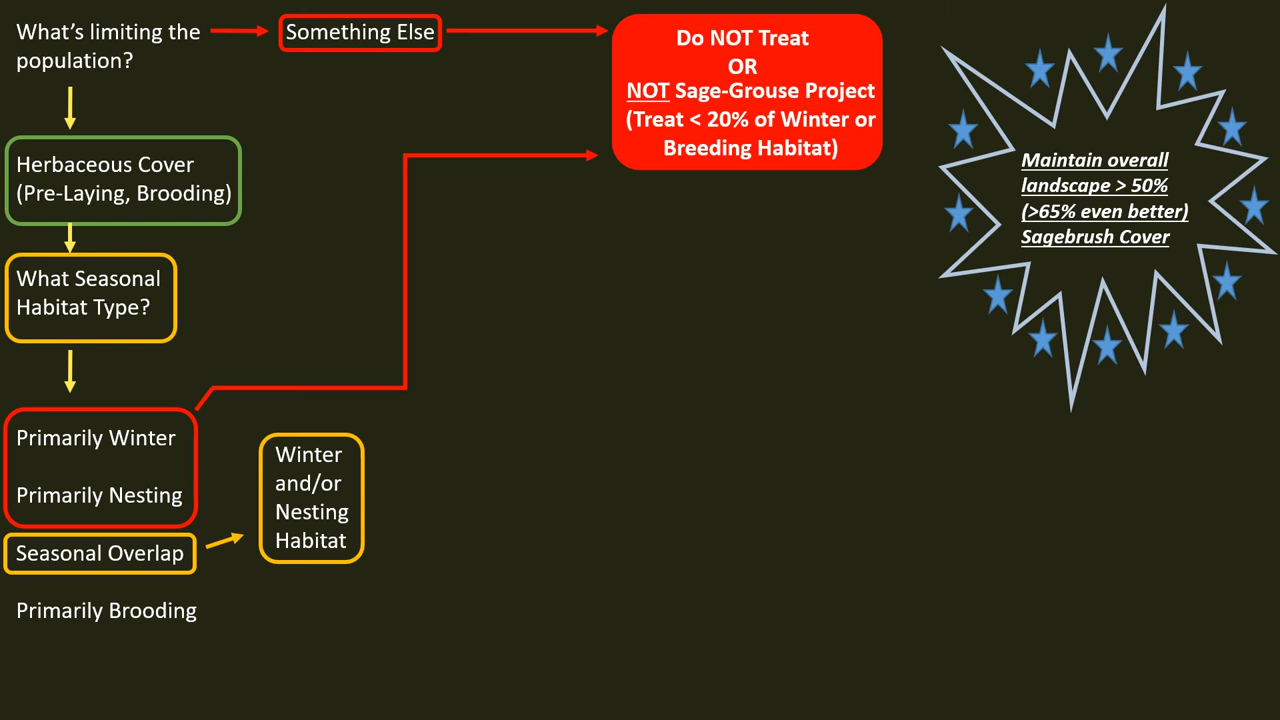 What’s limiting the
population?
Something Else
Do NOT Treat
OR
NOT Sage-Grouse Project
(Treat < 20% of Winter or
Breeding Habitat)
Maintain overall
landscape > 50%
(>65% even better)
Sagebrush Cover
Herbaceous Cover
(Pre-Laying, Brooding)
What Seasonal
Habitat Type?
Primarily Winter
Primarily Nesting
Seasonal Overlap
Primarily Brooding
Winter
and/or
Nesting
Habitat